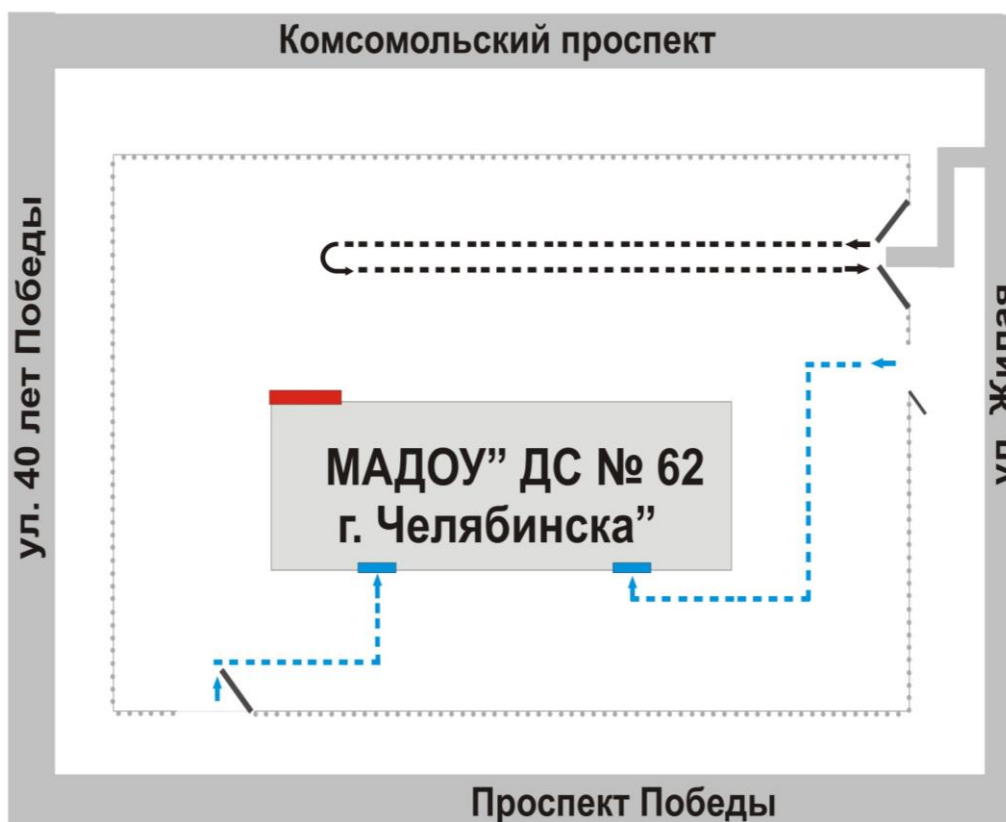 Комсомольский проспект
ул. 40 лет Победы
МАДОУ” ДС № 62
г. Челябинска”
Проспект Победы